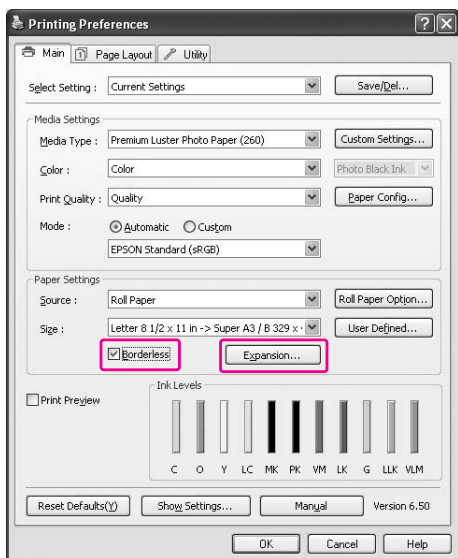 Printing Preferences
Main Page Layout Utility
Select Setting : Current Settings Save/Del...
Media Settings
Media Type : Premium Luster Photo Paper (260) Custom Settings...
Color : Color Photo Black Ink
Print Quality : Quality Paper Config...
Mode : Automatic Custom
EPSON Standard (sRGB)
Paper Settings
Source : Roll Paper Roll Paper Option...
Size : Letter 8 1/2 x 11 in -> Super A3 / B 329 x User Defined...
Borderless Expansion...
Print Preview Ink Levels
C O Y LC MK PK VM LK G LLK VLM
Reset Defaults(Y) Show Settings... Manual Version 6.50
OK Cancel Help